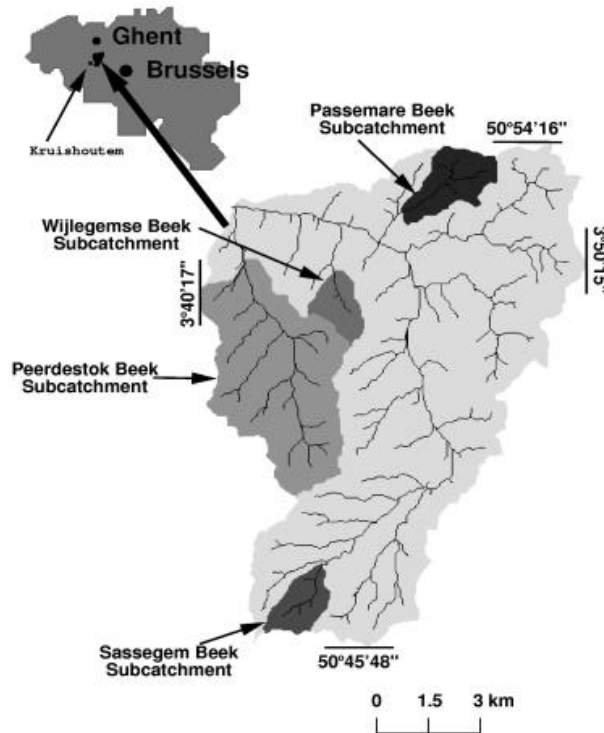 Ghent
Brussels
Kruishoutem
Passemare Beek
Subcatchment
50°54'16"
Wijlegemse Beek
Subcatchment
3°40'17"
3°50'15"
Peerdestok Beek
Subcatchment
Sassegem Beek
Subcatchment
50°45'48"
0 1.5 3 km